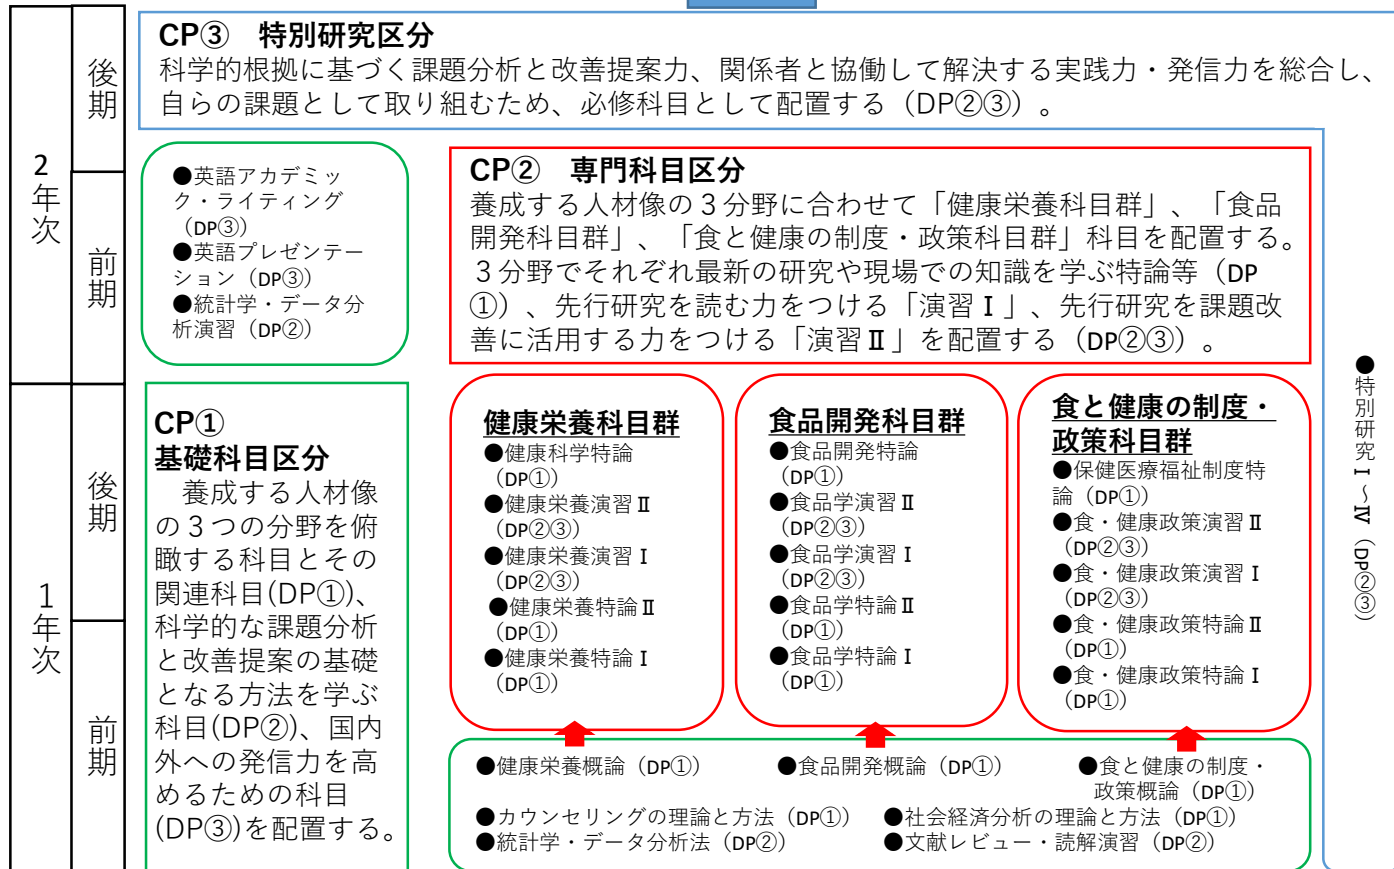 CP③　特別研究区分
科学的根拠に基づく課題分析と改善提案力、関係者と協働して解決する実践力・発信力を総合し、
自らの課題として取り組むため、必修科目として配置する（DP②③）。
2年次
後期
前期
●英語アカデミッ
ク・ライティング
（DP③）
●英語プレゼンテー
ション（DP③）
●統計学・データ分
析演習（DP②）
CP②　専門科目区分
養成する人材像の３分野に合わせて「健康栄養科目群」、「食品
開発科目群」、「食と健康の制度・政策科目群」科目を配置する。
３分野でそれぞれ最新の研究や現場での知識を学ぶ特論等（DP
①）、先行研究を読む力をつける「演習Ⅰ」、先行研究を課題改
善に活用する力をつける「演習Ⅱ」を配置する（DP②③）。
●特別研究Ⅰ～Ⅳ（DP②③）
1年次
後期
前期
CP①
基礎科目区分
　養成する人材像
の３つの分野を俯
瞰する科目とその
関連科目(DP①)、
科学的な課題分析
と改善提案の基礎
となる方法を学ぶ
科目(DP②)、国内
外への発信力を高
めるための科目
(DP③)を配置する。
健康栄養科目群
●健康科学特論
（DP①）
●健康栄養演習Ⅱ
（DP②③）
●健康栄養演習Ⅰ
（DP②③）
●健康栄養特論Ⅱ
（DP①）
●健康栄養特論Ⅰ
（DP①）
食品開発科目群
●食品開発特論
（DP①）
●食品学演習Ⅱ
（DP②③）
●食品学演習Ⅰ
（DP②③）
●食品学特論Ⅱ
（DP①）
●食品学特論Ⅰ
（DP①）
食と健康の制度・
政策科目群
●保健医療福祉制度特
論（DP①）
●食・健康政策演習Ⅱ
（DP②③）
●食・健康政策演習Ⅰ
（DP②③）
●食・健康政策特論Ⅱ
（DP①）
●食・健康政策特論Ⅰ
（DP①）
●健康栄養概論（DP①）
●食品開発概論（DP①）
●食と健康の制度・
政策概論（DP①）
●カウンセリングの理論と方法（DP①）
●社会経済分析の理論と方法（DP①）
●統計学・データ分析法（DP②）
●文献レビュー・読解演習（DP②）